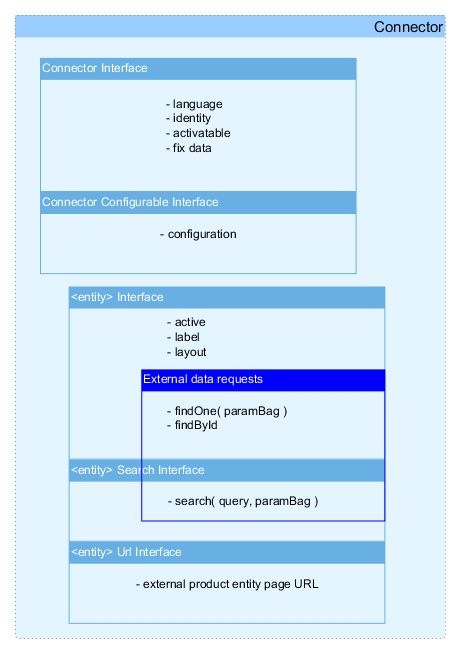 Connector
Connector Interface
- language
- identity
- activatable
- fix data
Connector Configurable Interface
- configuration
<entity> Interface
- active
- label
- layout
External data requests
- findOne( paramBag )
- findById
<entity> Search Interface
- search( query, paramBag )
<entity> Url Interface
- external product entity page URL